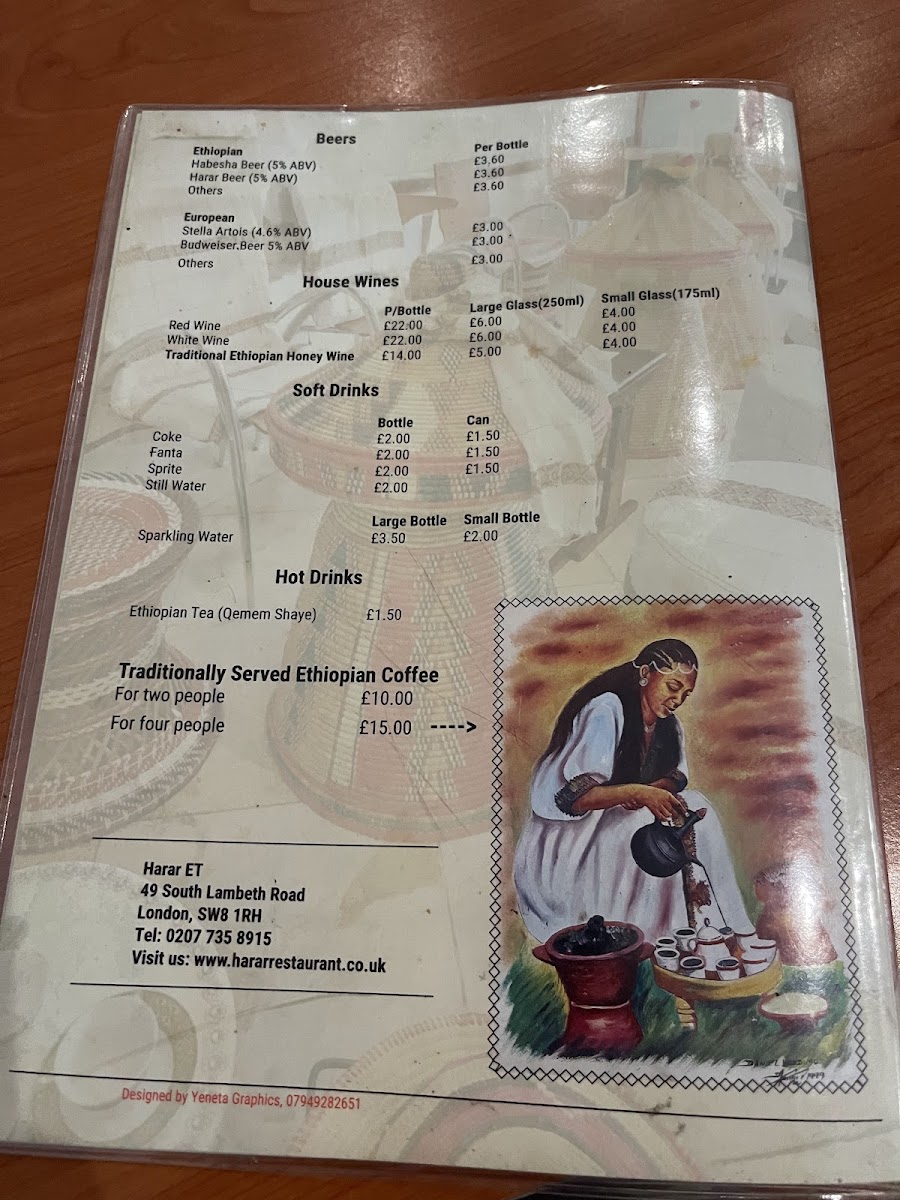 Beers
Ethiopian Per Bottle
Habesha Beer (5% ABV) £3.60
Harar Beer (5% ABV) £3.60
Others £3.60
European
Stella Artois (4.6% ABV) £3.00
Budweiser.Beer 5% ABV £3.00
Others £3.00
House Wines
P/Bottle Large Glass(250ml) Small Glass(175ml)
Red Wine £22.00 £6.00 £4.00
White Wine £22.00 £6.00 £4.00
Traditional Ethiopian Honey Wine £14.00 £5.00 £4.00
Soft Drinks
Bottle Can
Coke £2.00 £1.50
Fanta £2.00 £1.50
Sprite £2.00 £1.50
Still Water £2.00
Large Bottle Small Bottle
Sparkling Water £3.50 £2.00
Hot Drinks
Ethiopian Tea (Qemem Shaye) £1.50
Traditionally Served Ethiopian Coffee
For two people £10.00
For four people £15.00 ---->
Harar ET
49 South Lambeth Road
London, SW8 1RH
Tel: 0207 735 8915
Visit us: www.hararrestaurant.co.uk
Designed by Yeneta Graphics, 07949282651